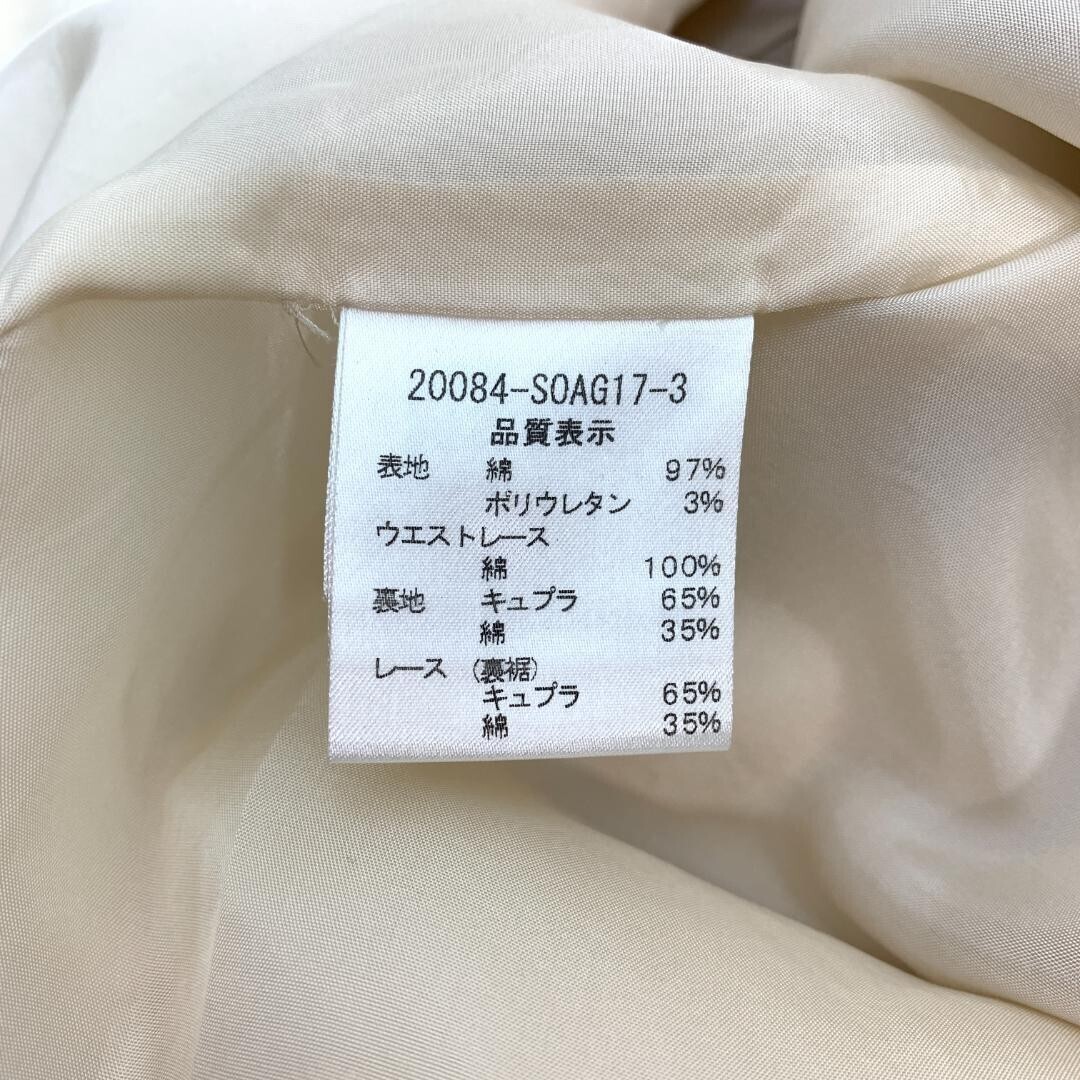 20084-SOAG17-3
品質表示
表地 綿 97%
ポリウレタン 3%
ウエストレース
綿 100%
裏地 キュプラ 65%
綿 35%
レース (裏裾)
キュプラ 65%
綿 35%